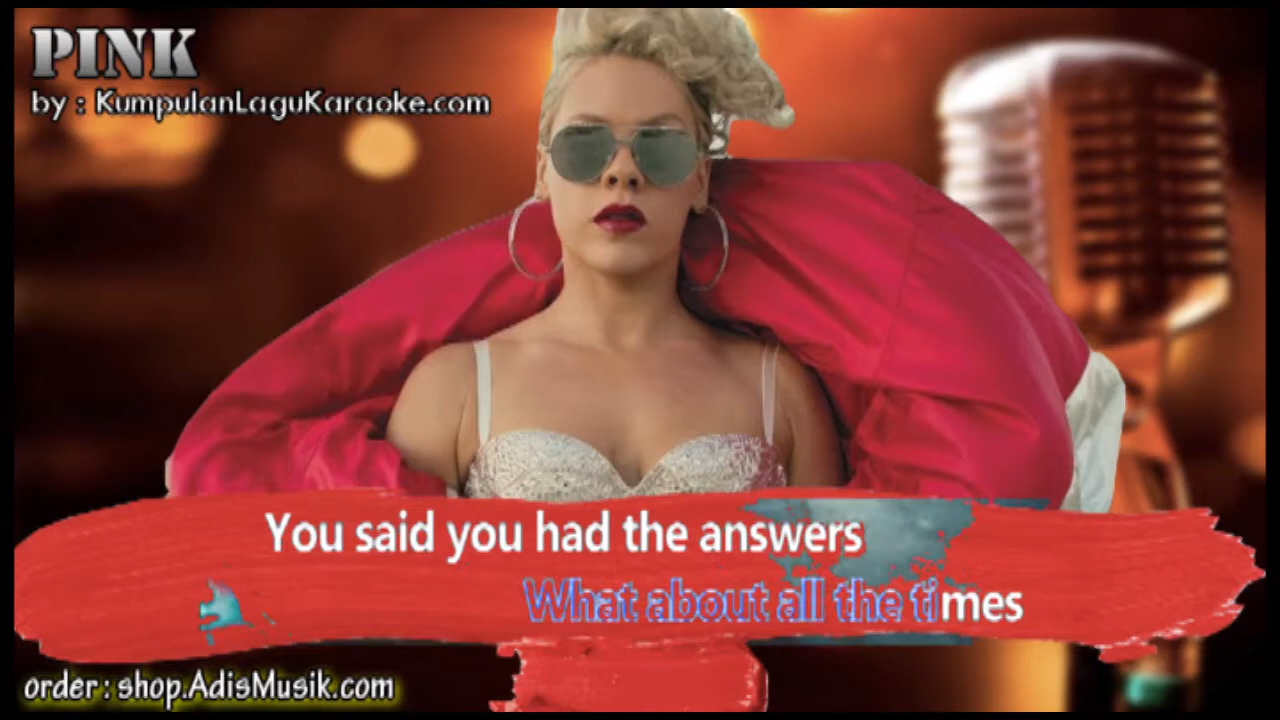 PINK
by : KumpulanLaguKaraoke.com
You said you had the answers
What about all the times
order : shop.AdisMusik.com